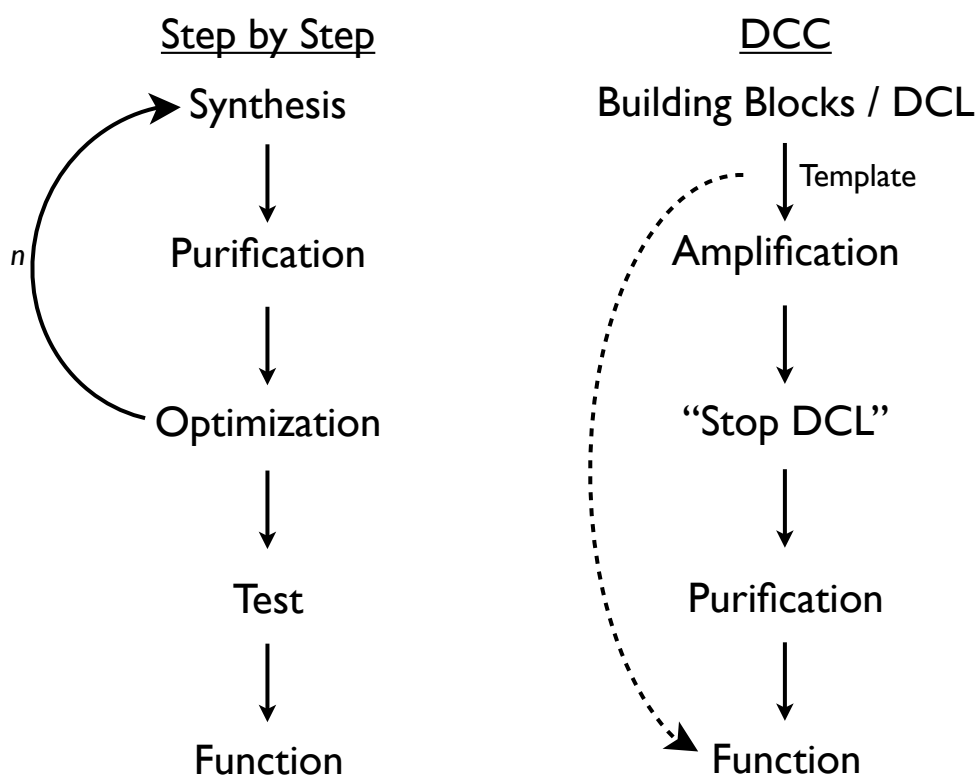 Step by Step
Synthesis
n
Purification
Optimization
Test
Function
DCC
Building Blocks / DCL
Template
Amplification
“Stop DCL”
Purification
Function